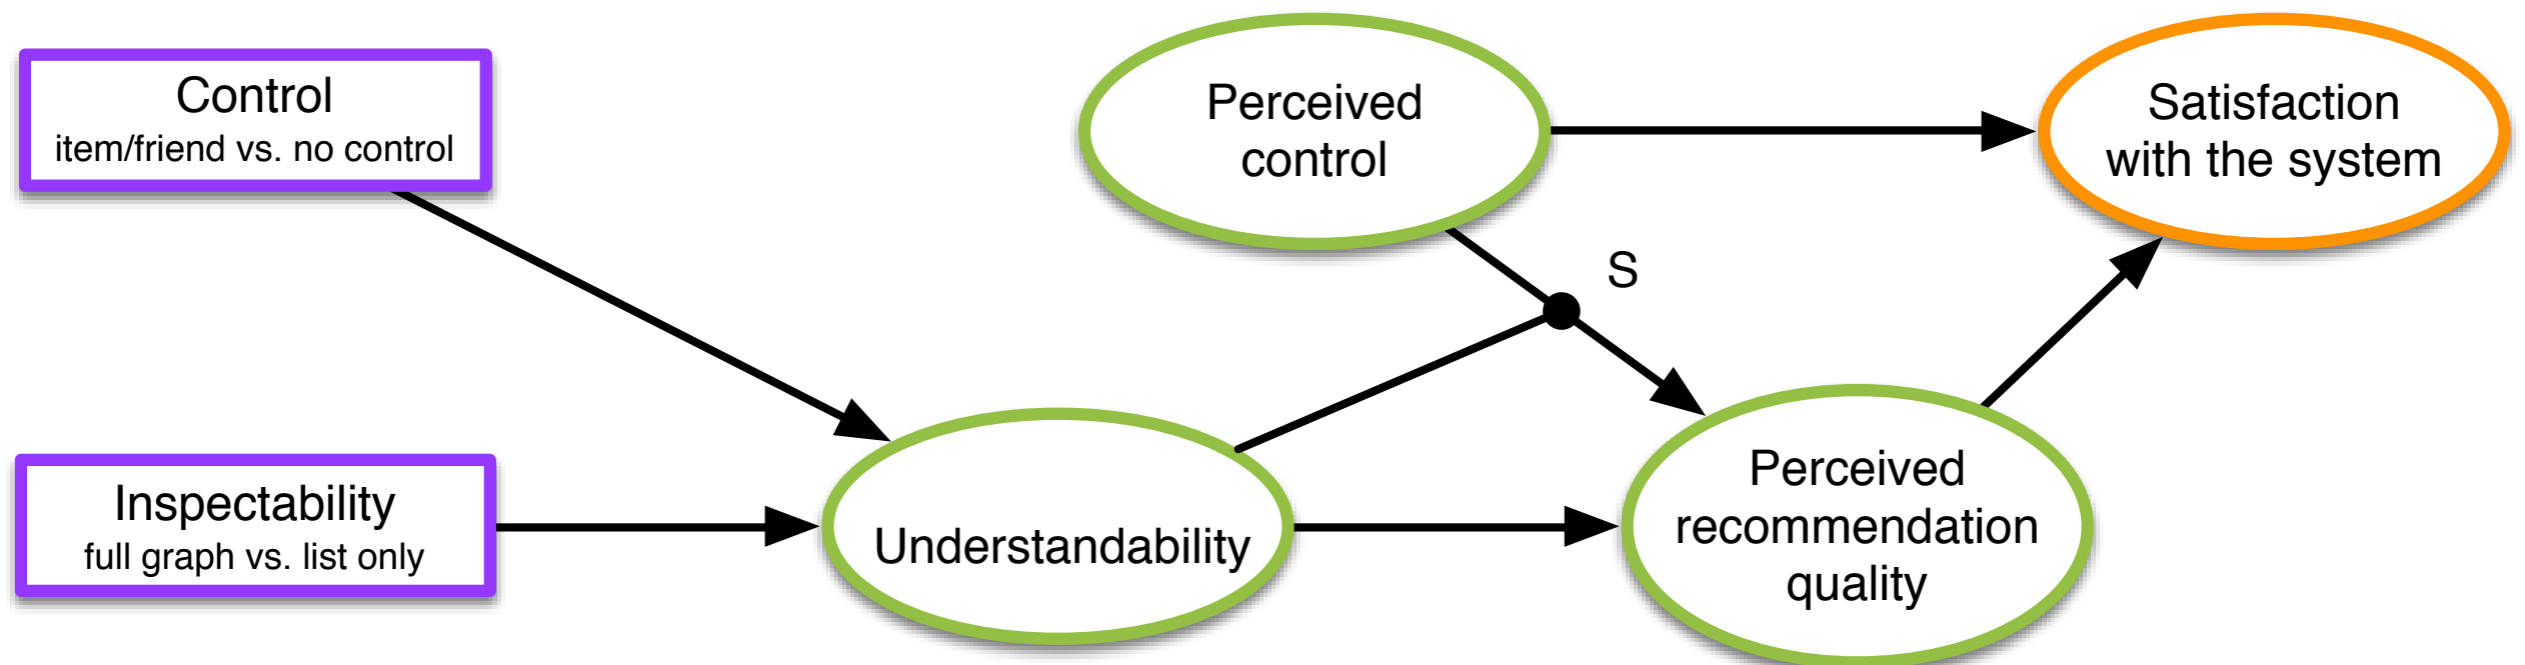 Control
item/friend vs. no control
Perceived
control
Satisfaction
with the system
S
Inspectability
full graph vs. list only
Understandability
Perceived
recommendation
quality